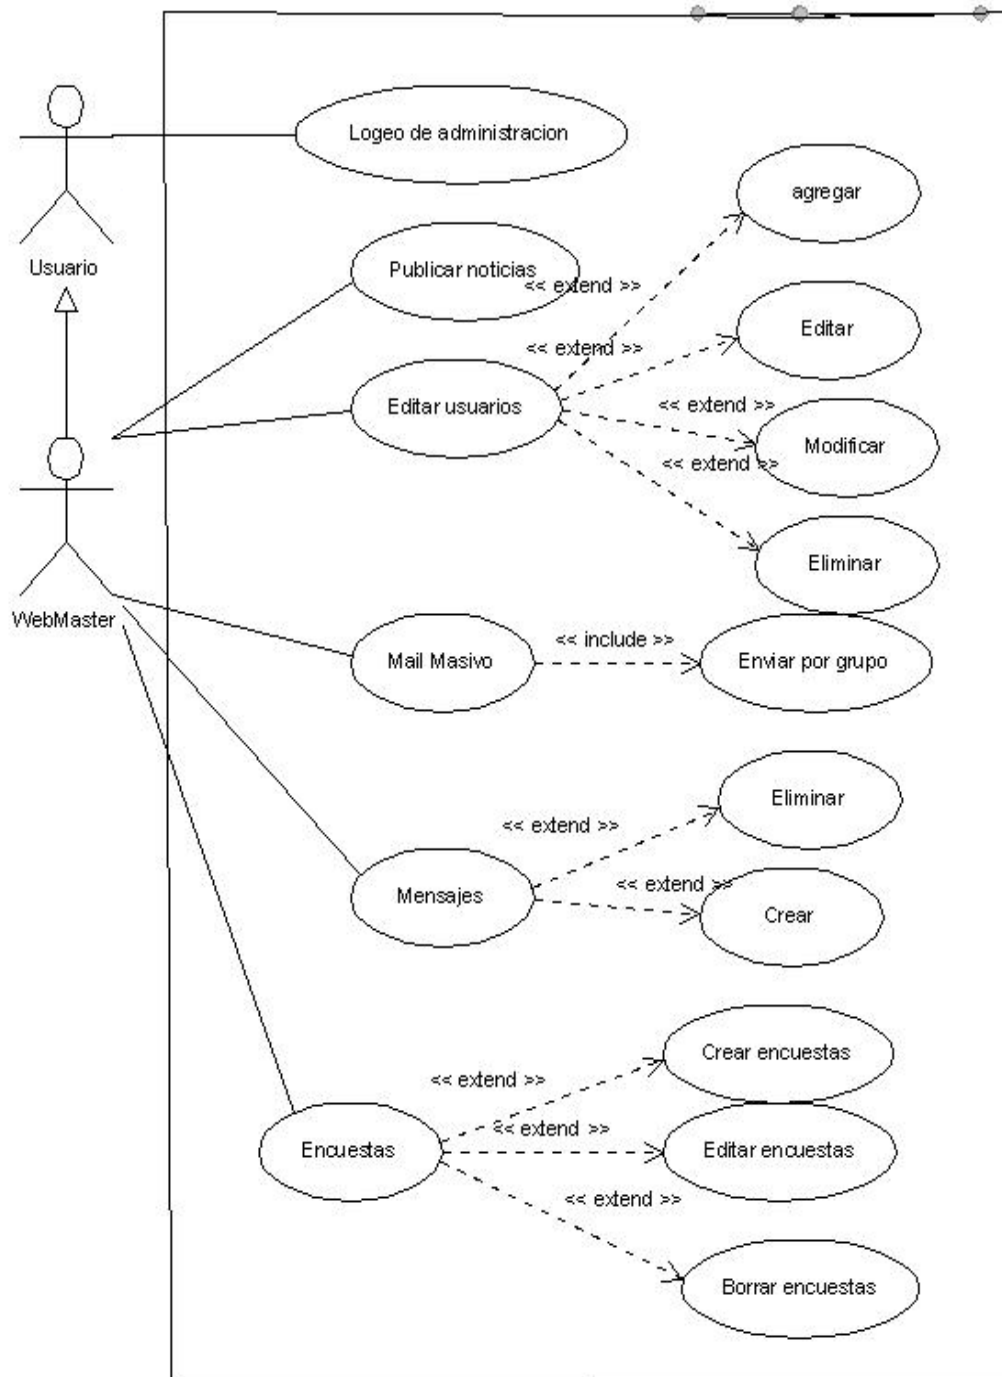 Logeo de administracion
agregar
Usuario
Publicar noticias
<< extend >>
Editar
<< extend >>
Editar usuarios
<< extend >>
Modificar
<< extend >>
Eliminar
WebMaster
Mail Masivo
<< include >>
Enviar por grupo
Eliminar
<< extend >>
Mensajes
<< extend >>
Crear
Crear encuestas
<< extend >>
Encuestas
<< extend >>
Editar encuestas
<< extend >>
Borrar encuestas